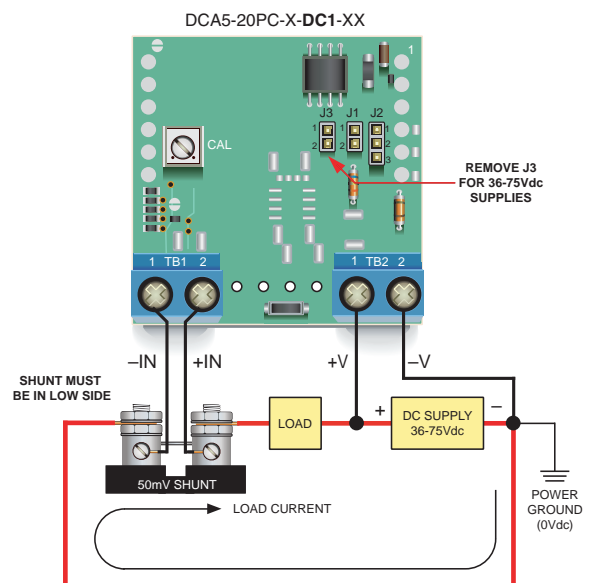 DCA5-20PC-X-DC1-XX
1
J3 J1 J2
1 1 1
2 2 2
3
CAL
REMOVE J3
FOR 36-75Vdc
SUPPLIES
1 TB1 2
1 TB2 2
–IN +IN +V –V
SHUNT MUST
BE IN LOW SIDE
LOAD
+
DC SUPPLY
36-75Vdc
–
50mV SHUNT
LOAD CURRENT
POWER
GROUND
(0Vdc)